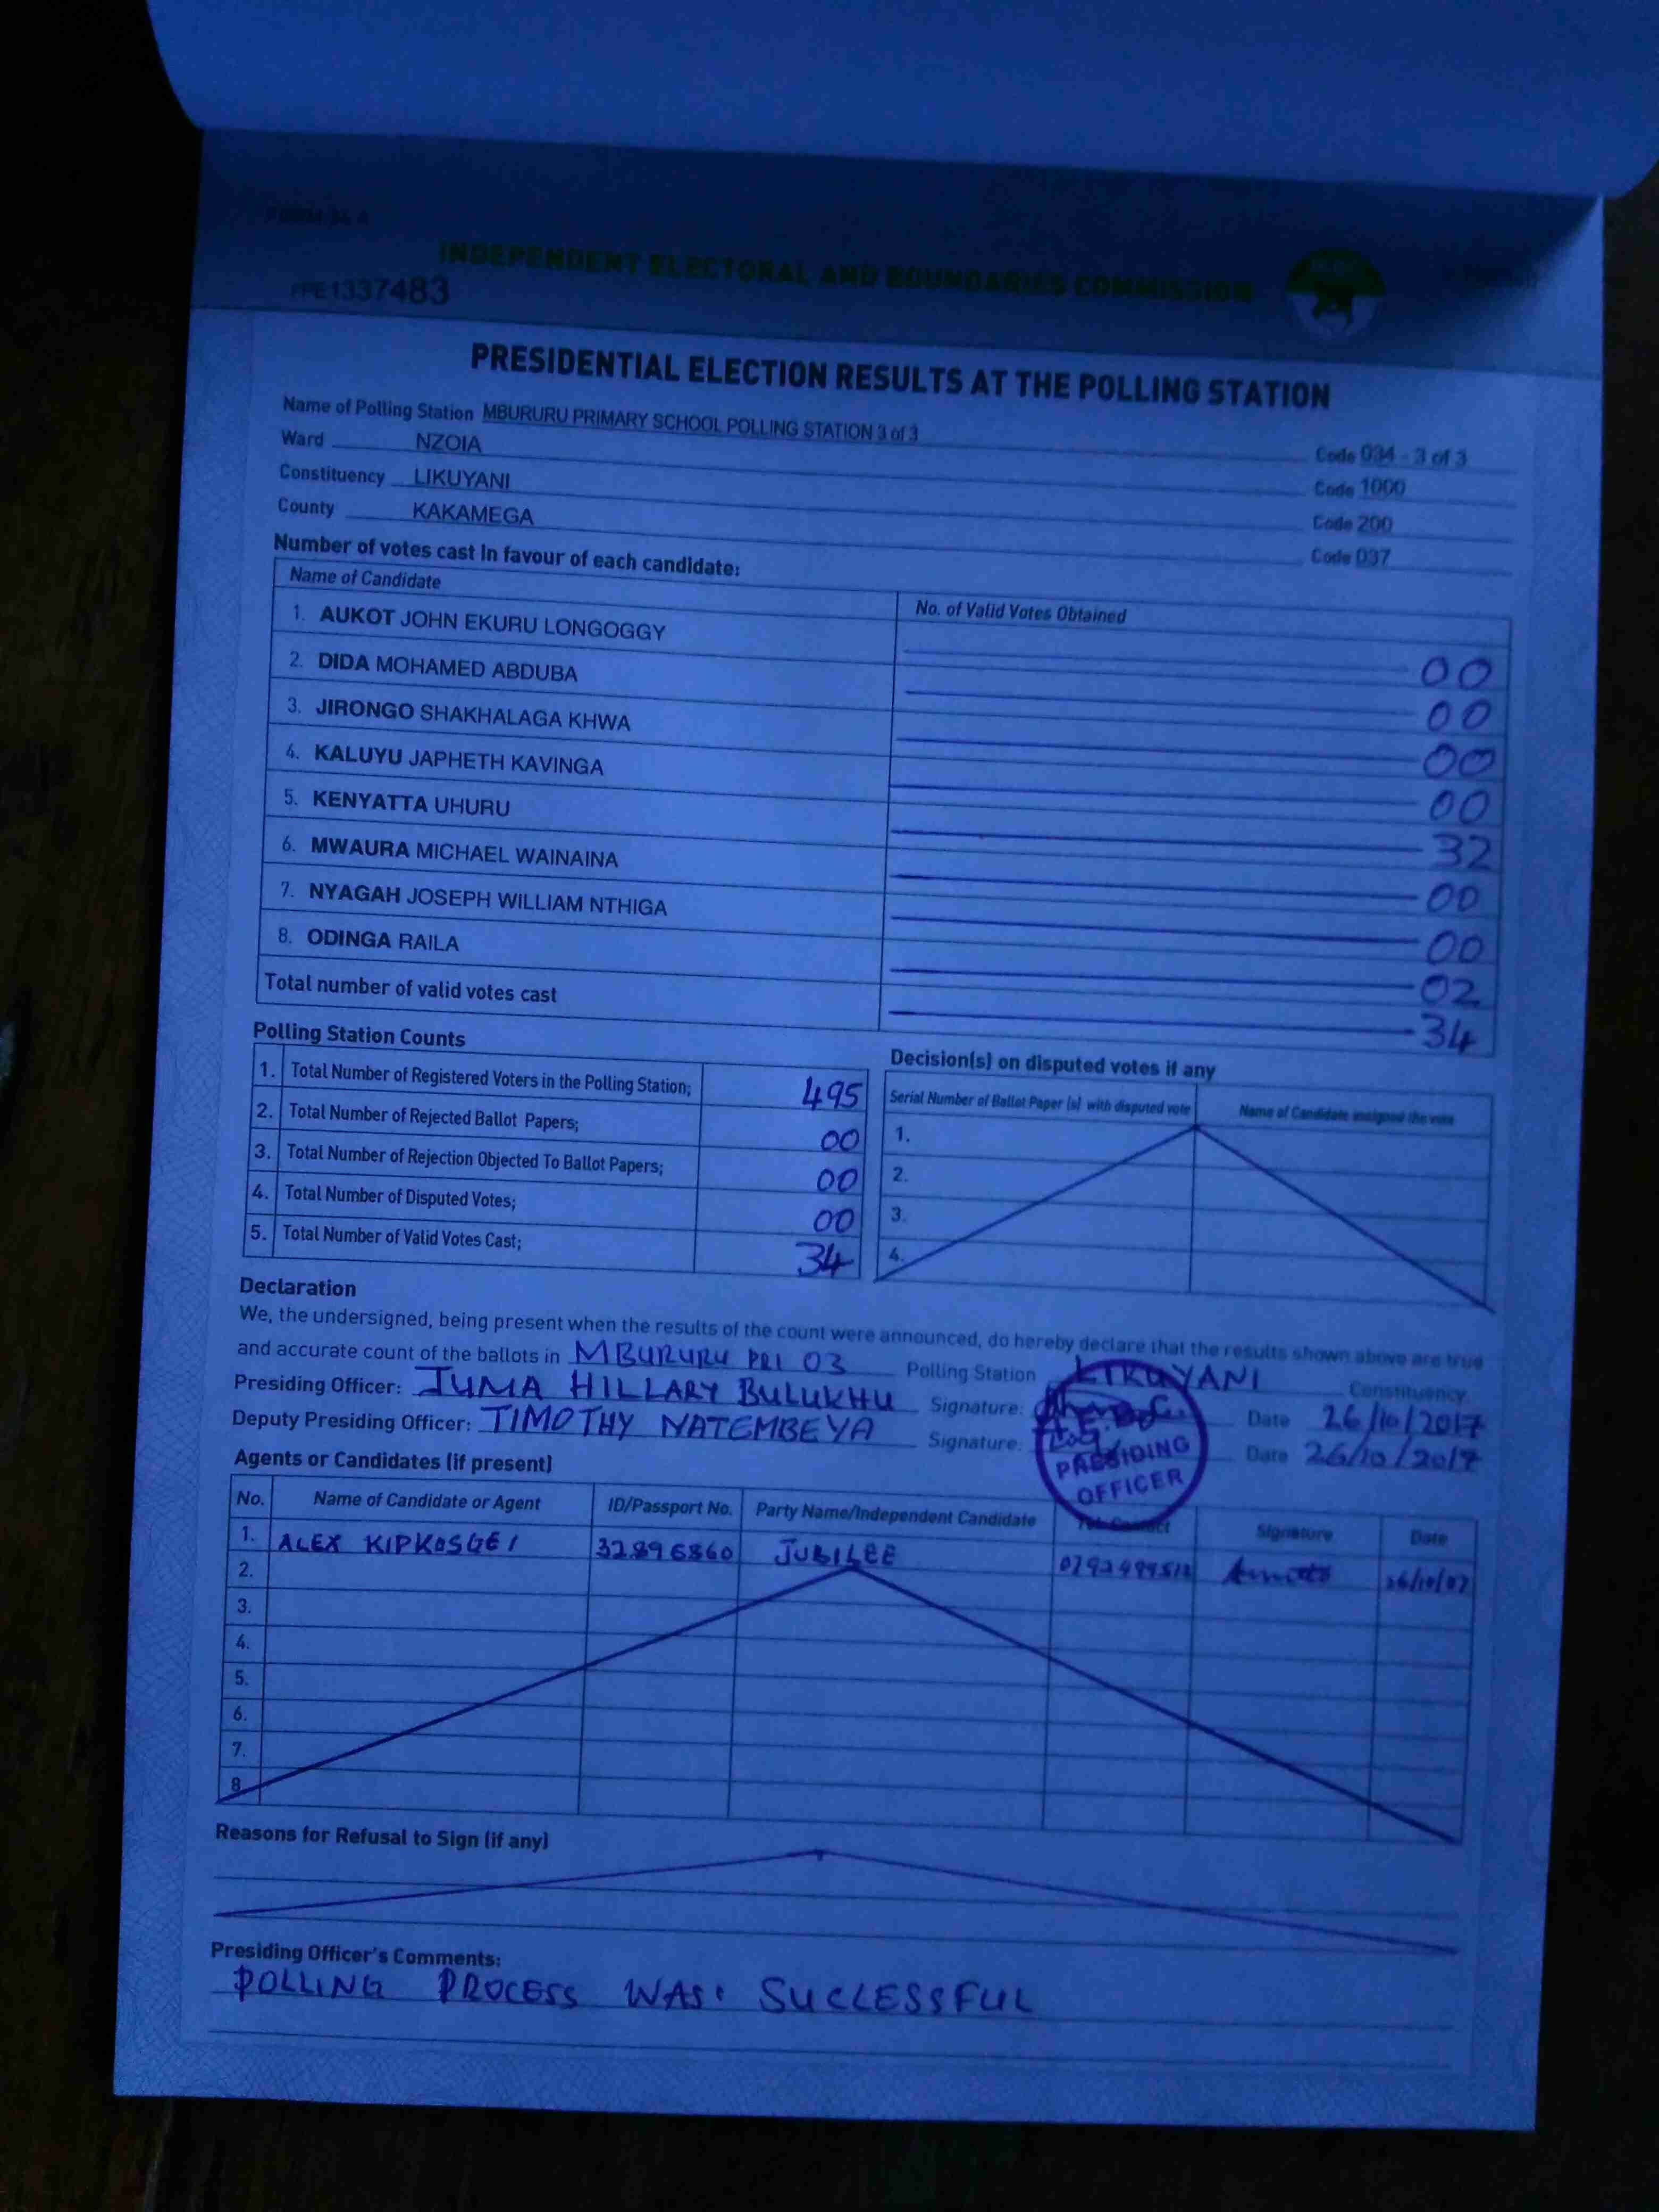 FORM 34 A
INDEPENDENT ELECTORAL AND BOUNDARIES COMMISSION
PE1337483
PRESIDENTIAL ELECTION RESULTS AT THE POLLING STATION
Name of Polling Station MBURURU PRIMARY SCHOOL POLLING STATION 3 of 3 Code 034 - 3 of 3
Ward NZOIA Code 1000
Constituency LIKUYANI Code 200
County KAKAMEGA Code 037
Number of votes cast in favour of each candidate:
Name of Candidate No. of Valid Votes Obtained
1. AUKOT JOHN EKURU LONGOGGY 00
2. DIDA MOHAMED ABDUBA 00
3. JIRONGO SHAKHALAGA KHWA 00
4. KALUYU JAPHETH KAVINGA 00
5. KENYATTA UHURU 32
6. MWAURA MICHAEL WAINAINA 00
7. NYAGAH JOSEPH WILLIAM NTHIGA 00
8. ODINGA RAILA 02
Total number of valid votes cast 34
Polling Station Counts
1. Total Number of Registered Voters in the Polling Station; 495
2. Total Number of Rejected Ballot Papers; 00
3. Total Number of Rejection Objected To Ballot Papers; 00
4. Total Number of Disputed Votes; 00
5. Total Number of Valid Votes Cast; 34
Decision(s) on disputed votes if any
Serial Number of Ballot Paper (s) with disputed vote Name of Candidate assigned the vote
1.
2.
3.
4.
Declaration
We, the undersigned, being present when the results of the count were announced, do hereby declare that the results shown above are true
and accurate count of the ballots in MBURURU PRI 03 Polling Station LIKUYANI Constituency
Presiding Officer: JUMA HILLARY BULUKHU Signature: Date 26/10/2017
Deputy Presiding Officer: TIMOTHY NATEMBEYA Signature: Date 26/10/2017
PRESIDING
OFFICER
Agents or Candidates (if present)
No. Name of Candidate or Agent ID/Passport No. Party Name/Independent Candidate Tel. Contact Signature Date
1. ALEX KIPKOSGEI 32896860 JUBILEE
2.
3.
4.
5.
6.
7.
8.
Reasons for Refusal to Sign (if any)
Presiding Officer's Comments:
POLLING PROCESS WAS SUCLESSFUL